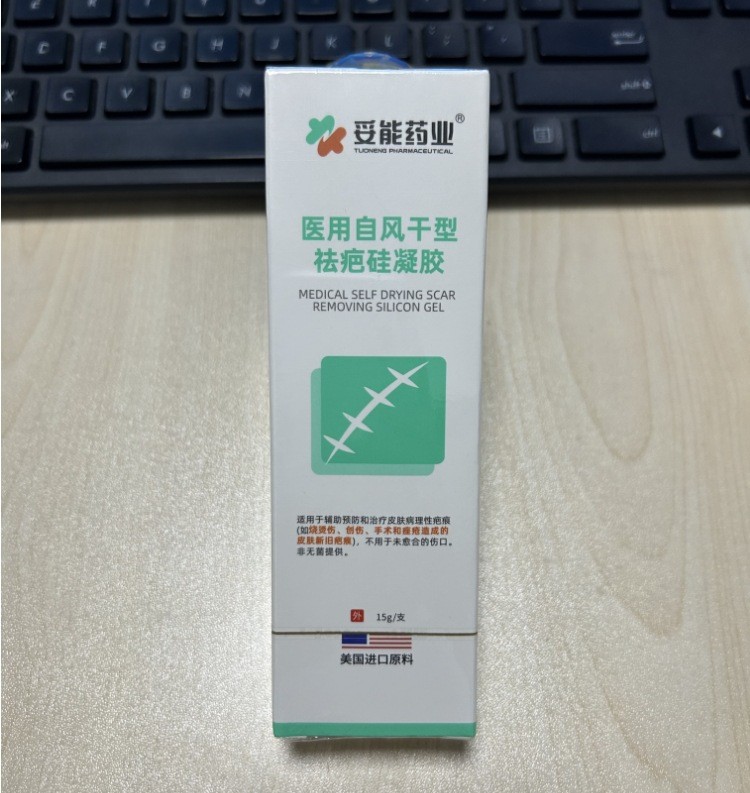 妥能药业®
TUONENG PHARMACEUTICAL
医用自风干型
祛疤硅凝胶
MEDICAL SELF DRYING SCAR
REMOVING SILICON GEL
适用于辅助预防和治疗皮肤病理性疤痕
(如烧烫伤、创伤、手术和痤疮造成的
皮肤新旧疤痕)，不用于未愈合的伤口。
非无菌提供。
外 15g/支
美国进口原料
F G H
enter
X C V B N
shift
ctrl